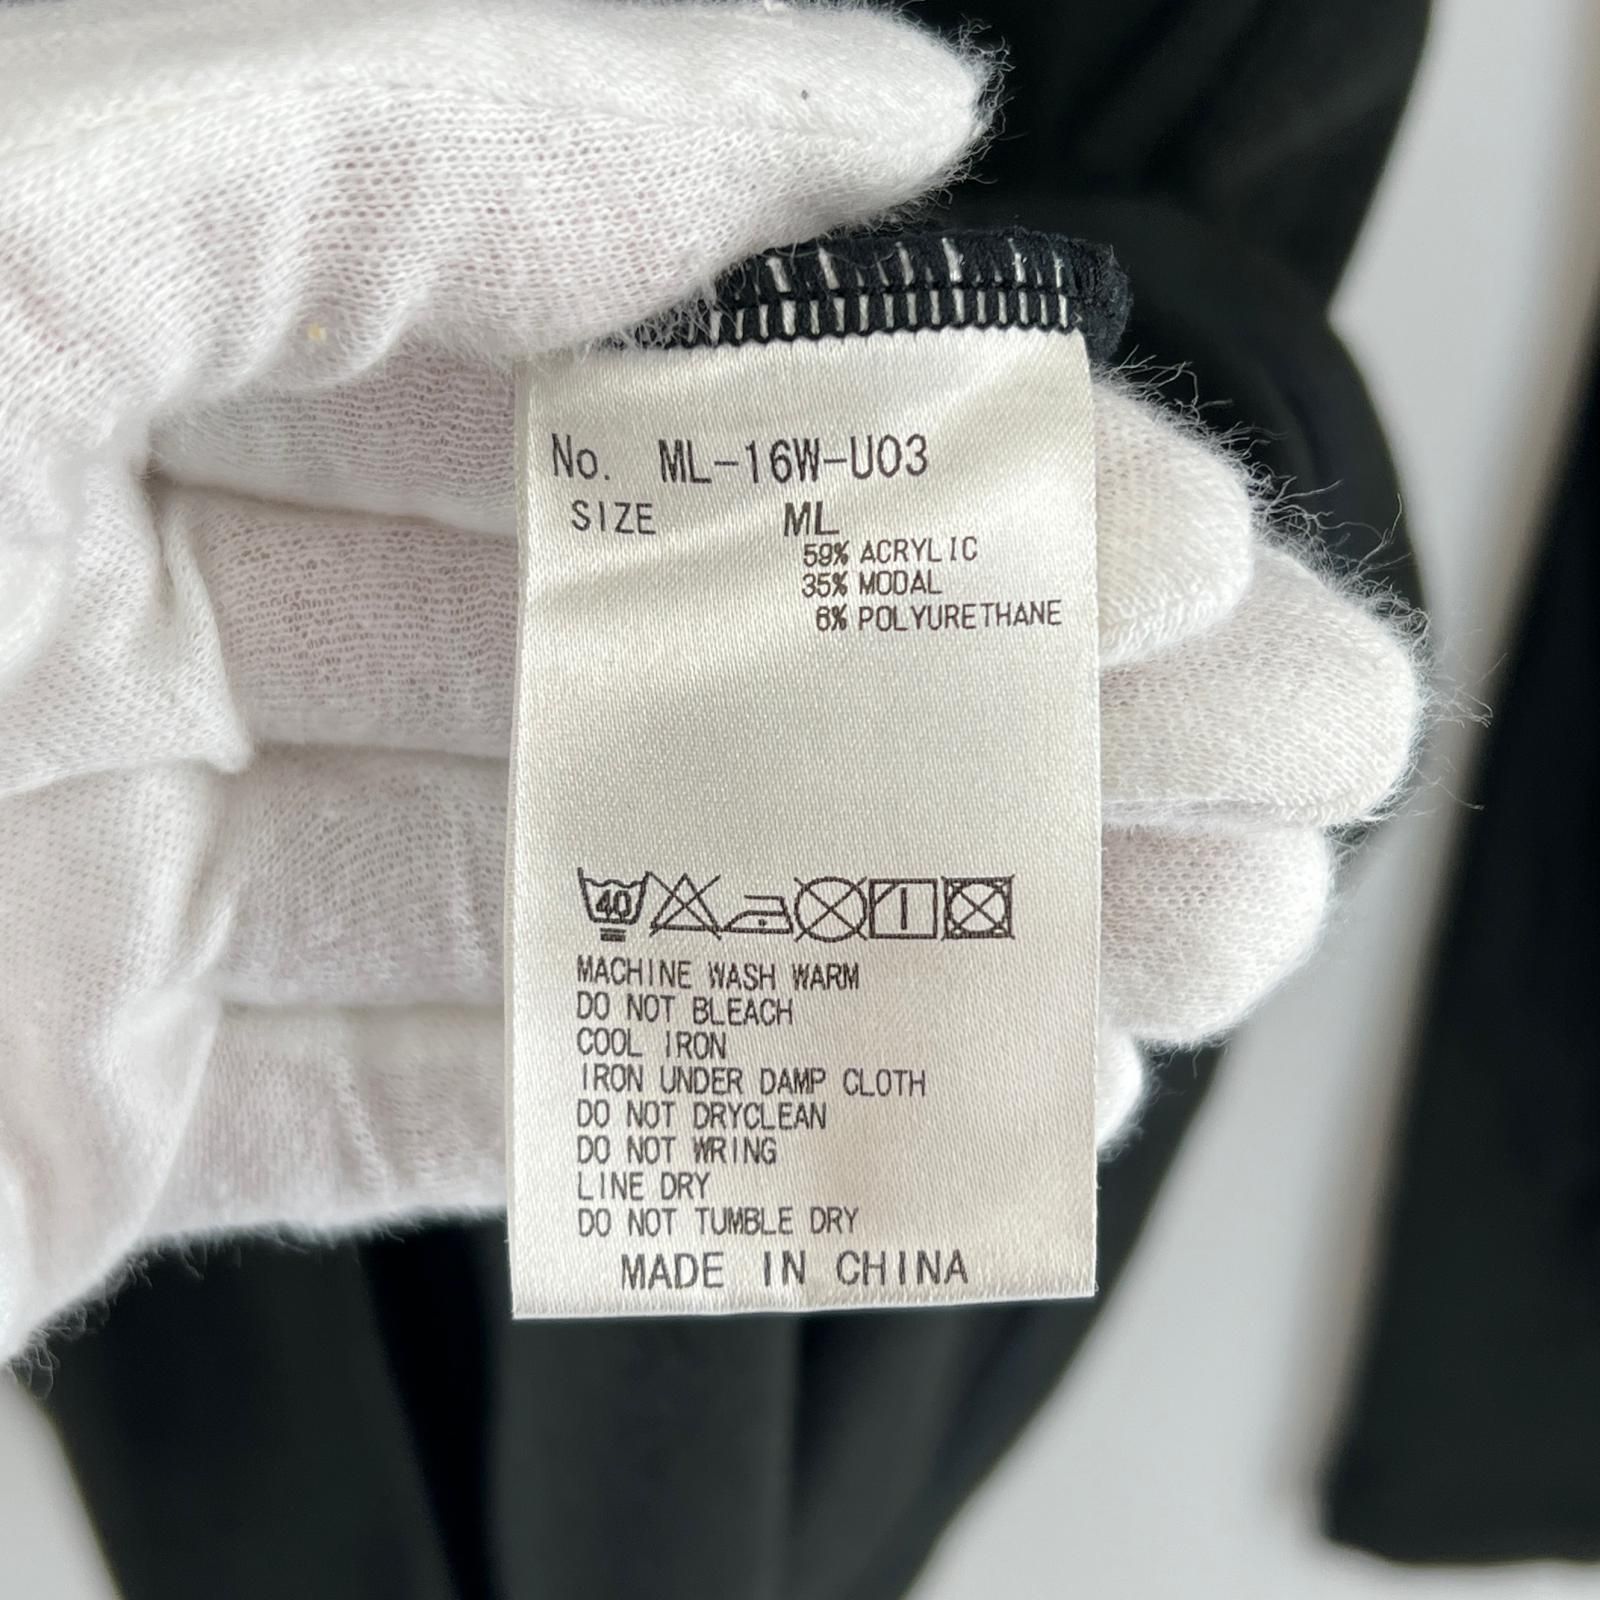 No. ML-16W-U03
SIZE ML
59% ACRYLIC
35% MODAL
6% POLYURETHANE
40
MACHINE WASH WARM
DO NOT BLEACH
COOL IRON
IRON UNDER DAMP CLOTH
DO NOT DRYCLEAN
DO NOT WRING
LINE DRY
DO NOT TUMBLE DRY
MADE IN CHINA